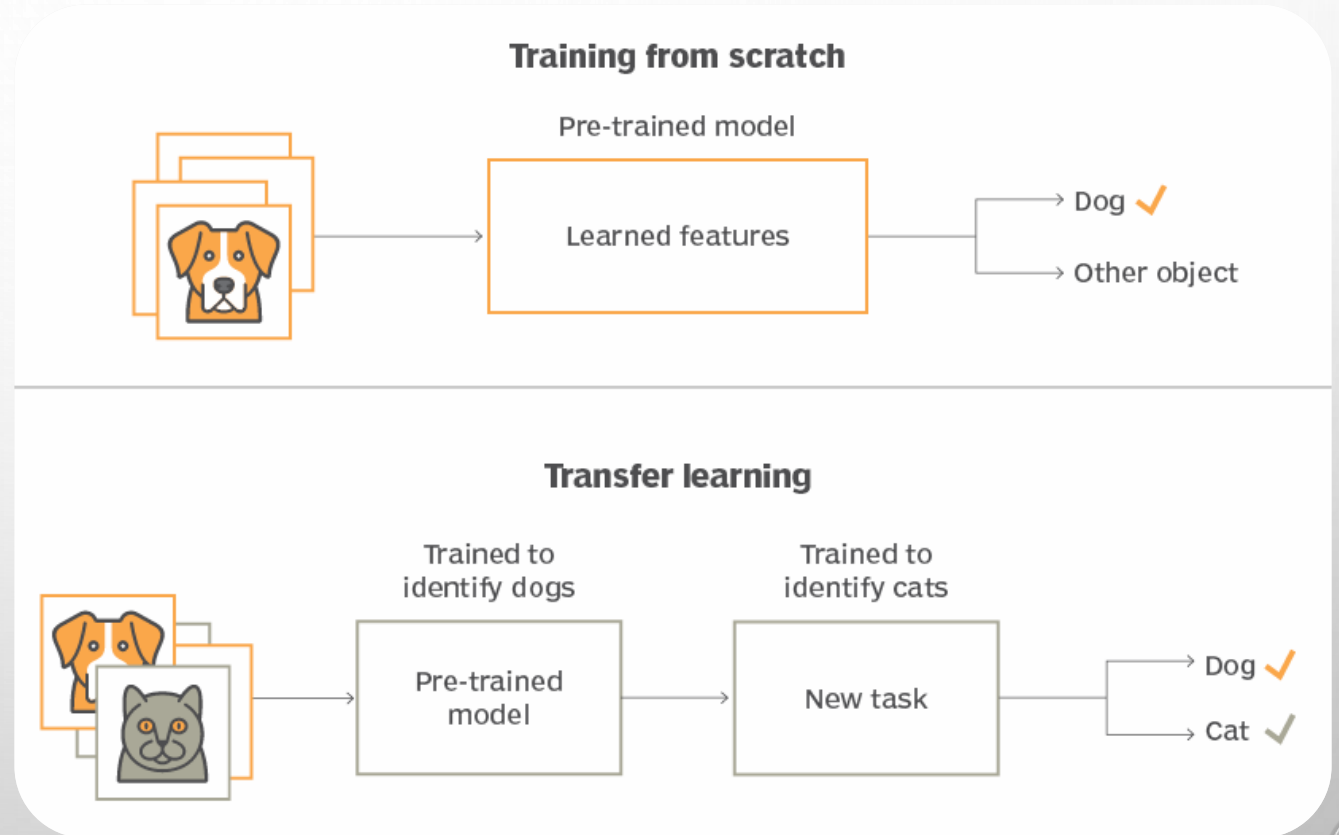 Training from scratch
Pre-trained model
Learned features
Dog
Other object
Transfer learning
Trained to
identify dogs
Trained to
identify cats
Pre-trained
model
New task
Dog
Cat